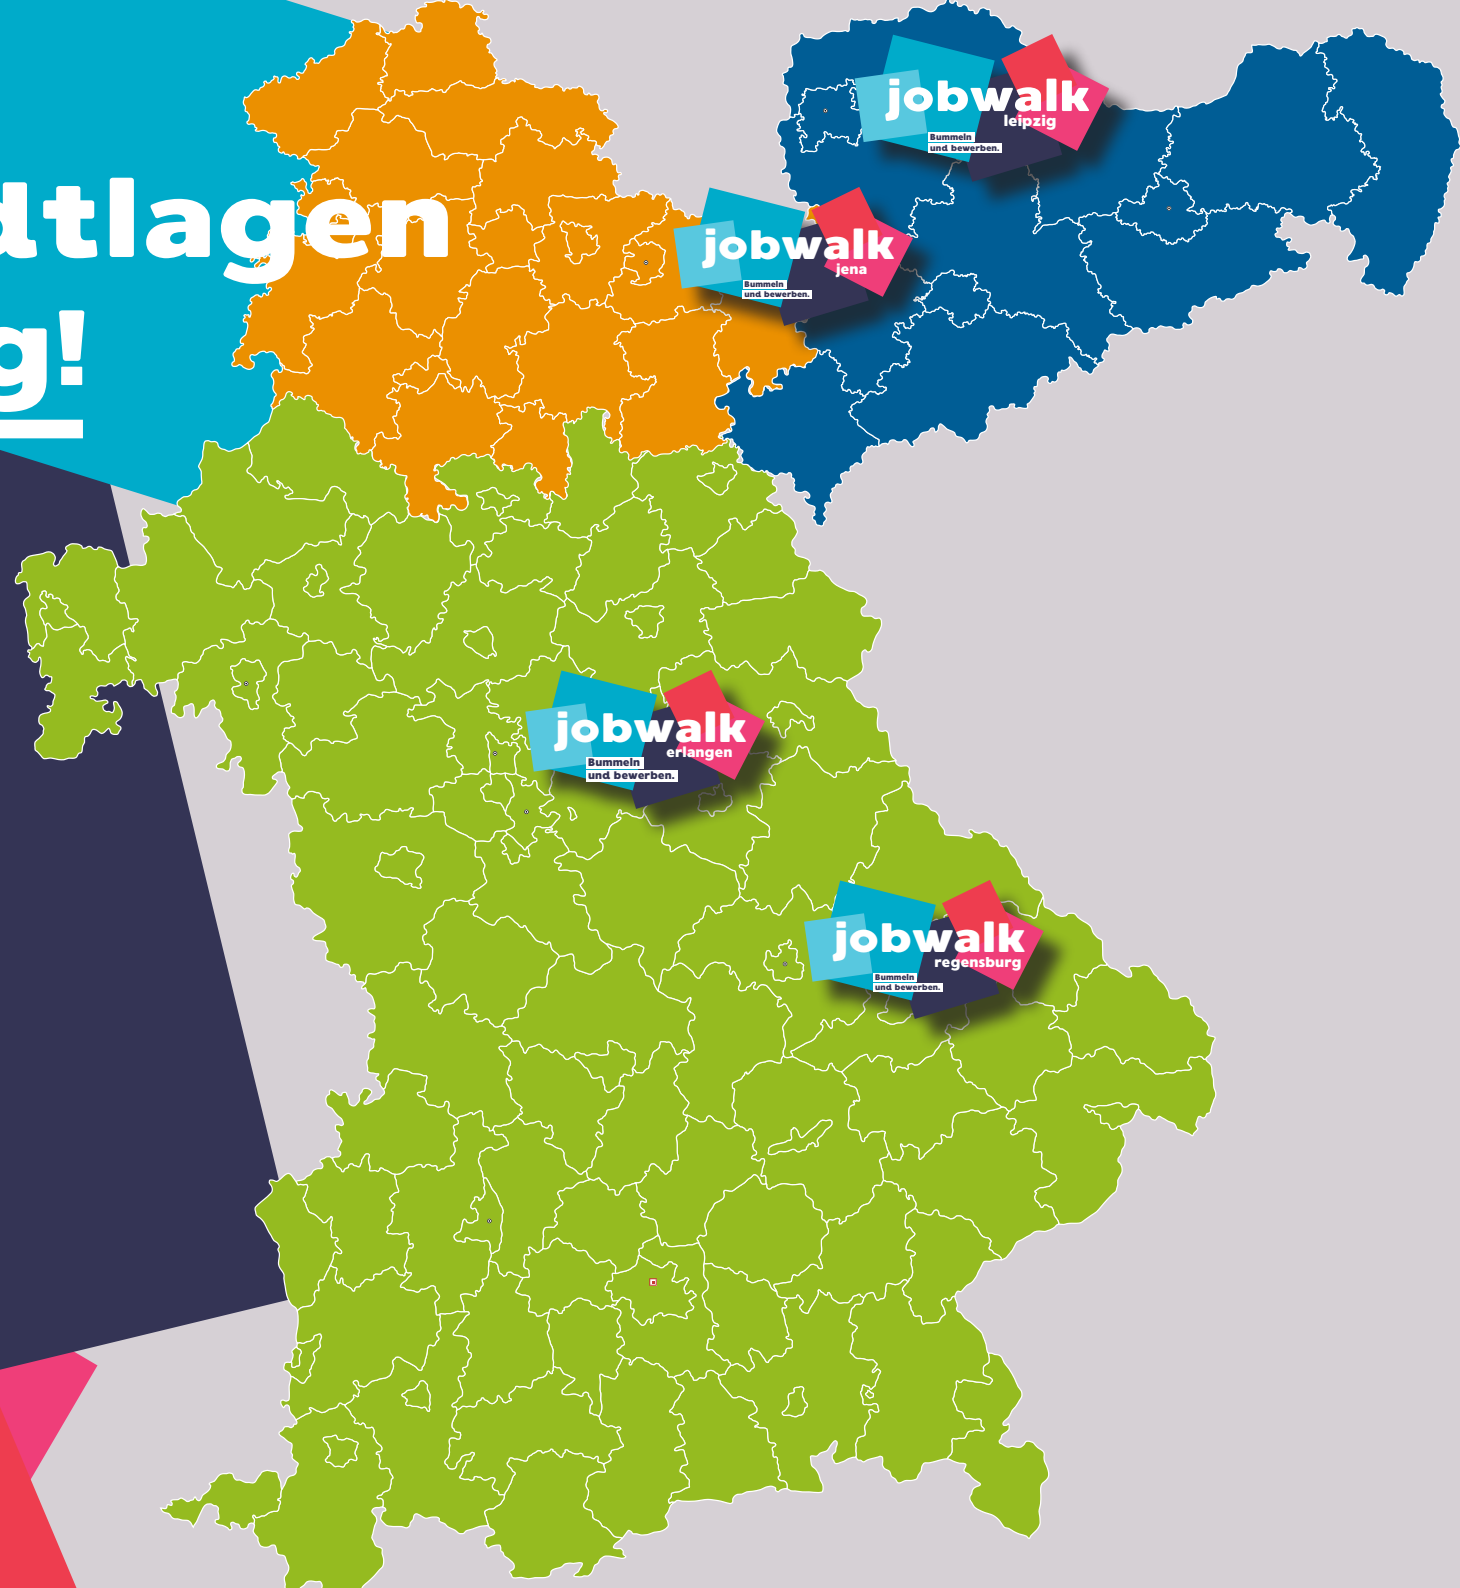 dtlagen
g!
jobwalk
leipzig
Bummeln
und bewerben.
jobwalk
jena
Bummeln
und bewerben.
jobwalk
erlangen
Bummeln
und bewerben.
jobwalk
regensburg
Bummeln
und bewerben.